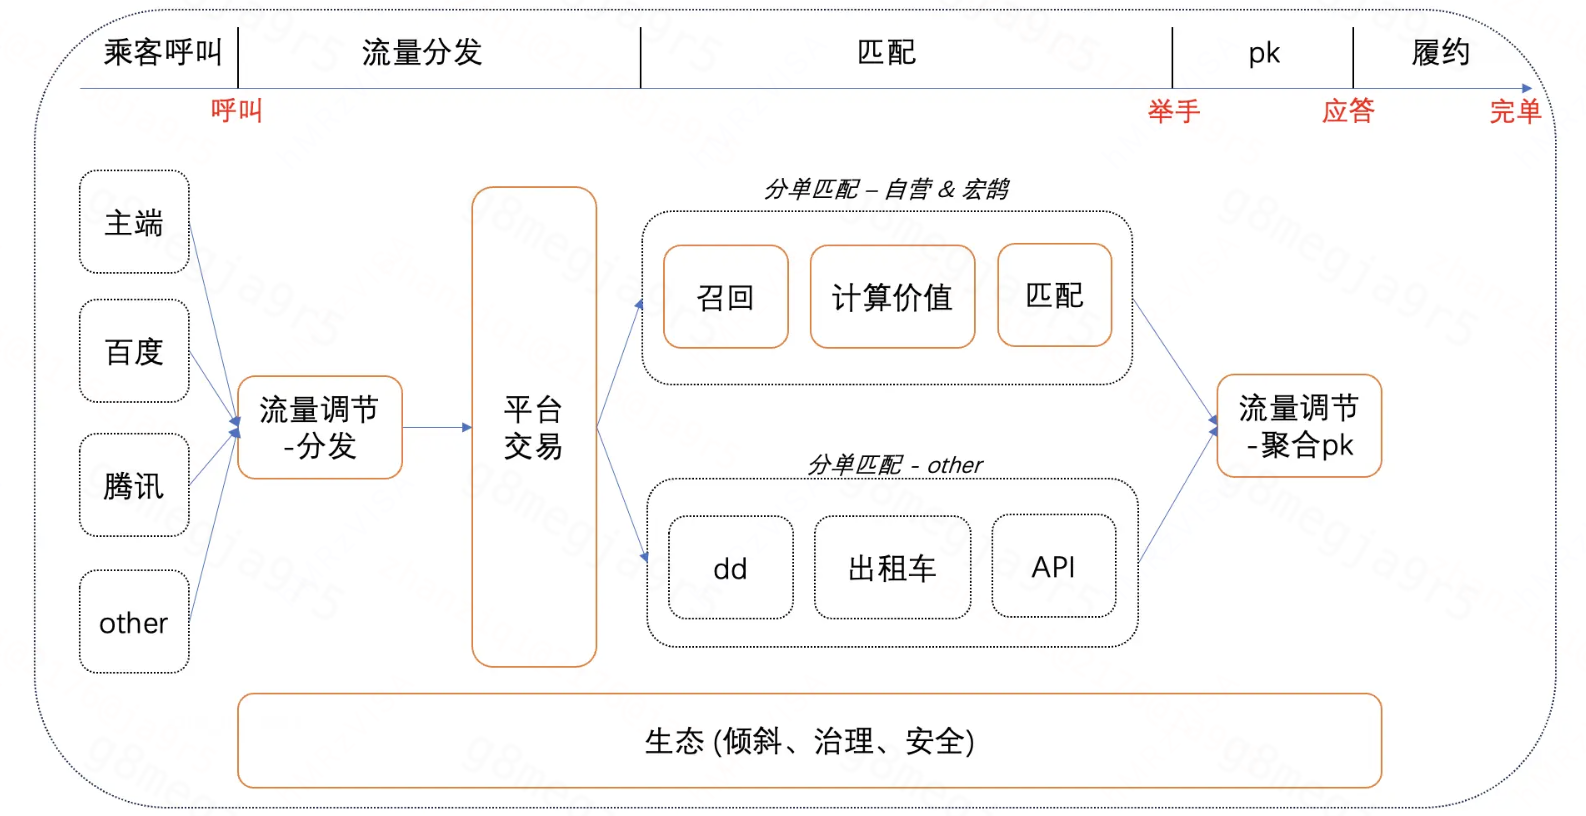 乘客呼叫
流量分发
匹配
pk
履约
呼叫
举手
应答
完单
主端
百度
腾讯
other
流量调节
-分发
平台
交易
分单匹配 – 自营 & 宏鹄
召回
计算价值
匹配
分单匹配 - other
dd
出租车
API
流量调节
-聚合pk
生态 (倾斜、治理、安全)
g8megja9r5